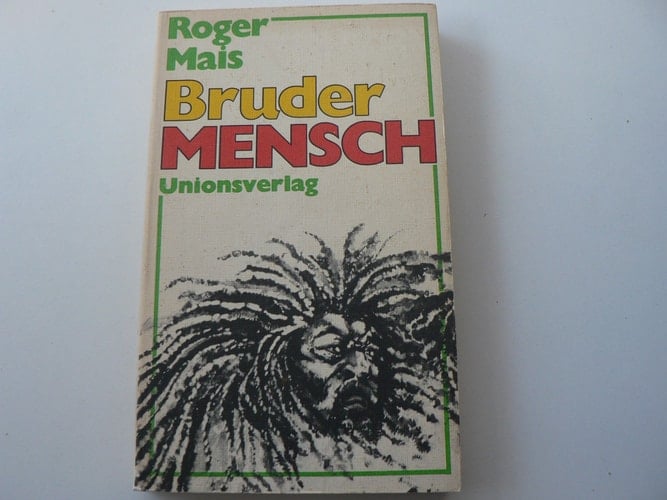 Roger
Mais
Bruder
MENSCH
Unionsverlag